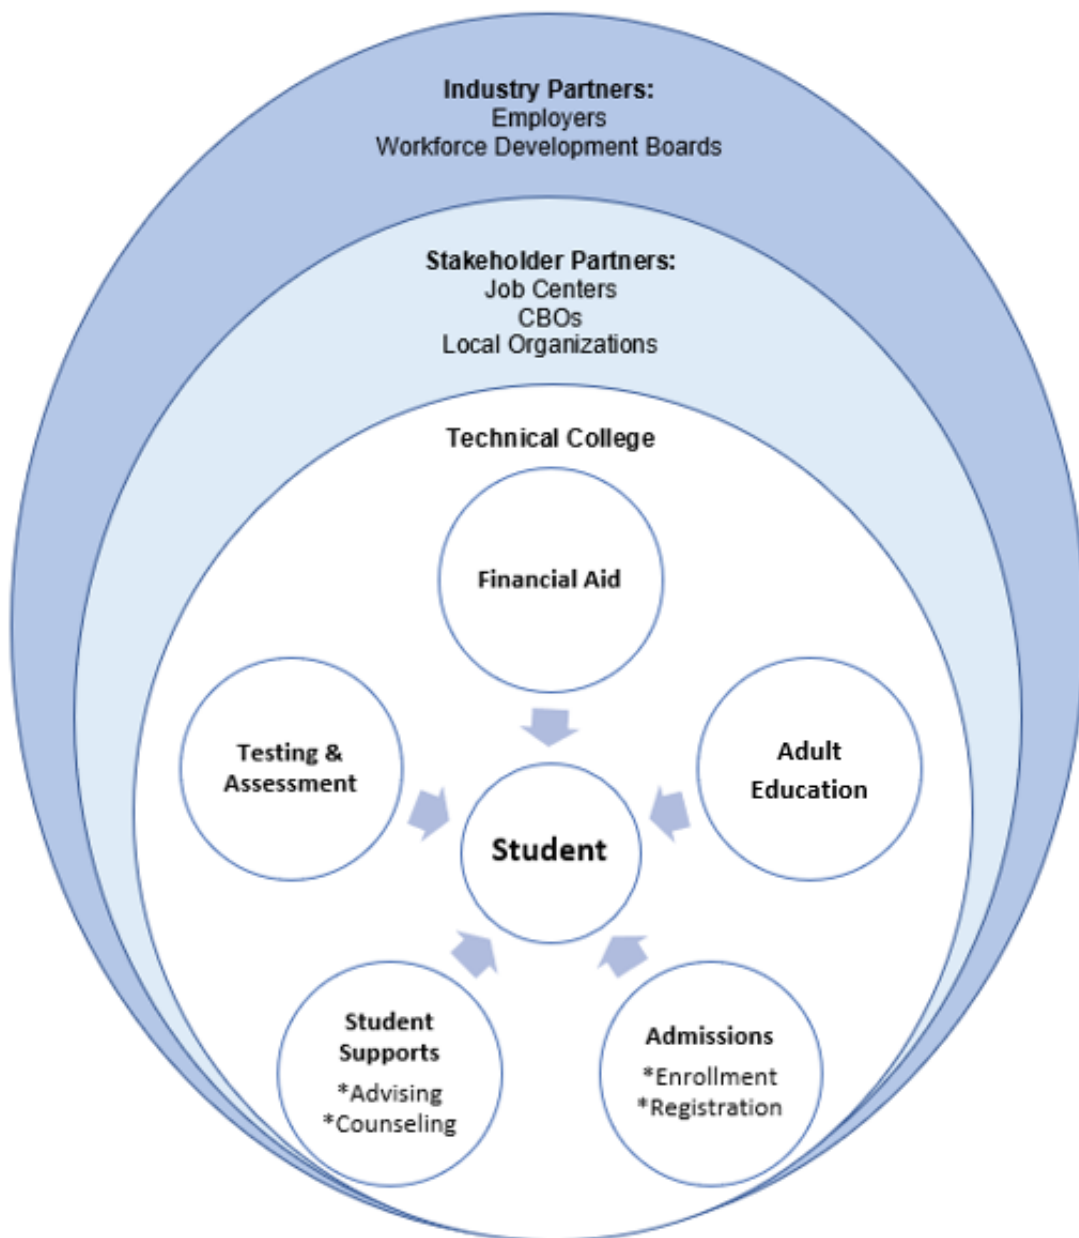 Industry Partners:
Employers
Workforce Development Boards
Stakeholder Partners:
Job Centers
CBOs
Local Organizations
Technical College
Financial Aid
Testing &
Assessment
Adult
Education
Student
Student
Supports
*Advising
*Counseling
Admissions
*Enrollment
*Registration